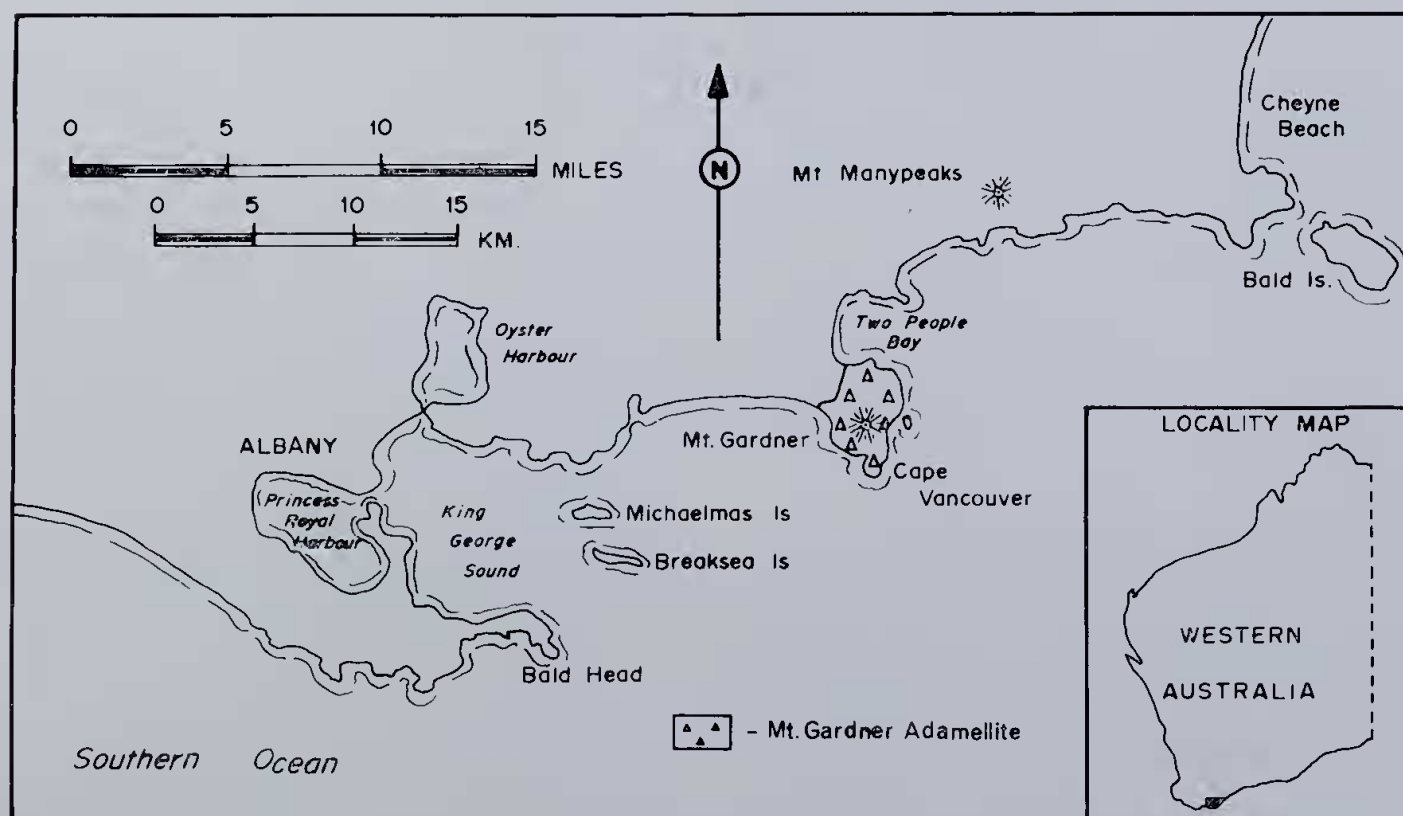 0 5 10 15
MILES
0 5 10 15
KM.
N
Cheyne
Beach
Mt Manypeaks
Bald Is.
Oyster
Harbour
Two People
Bay
ALBANY
Mt. Gardner
Cape
Vancouver
Princess
Royal
Harbour
King
George
Sound
Michaelmas Is
Breaksea Is
Bald Head
Southern Ocean
- Mt. Gardner Adamellite
LOCALITY MAP
WESTERN
AUSTRALIA